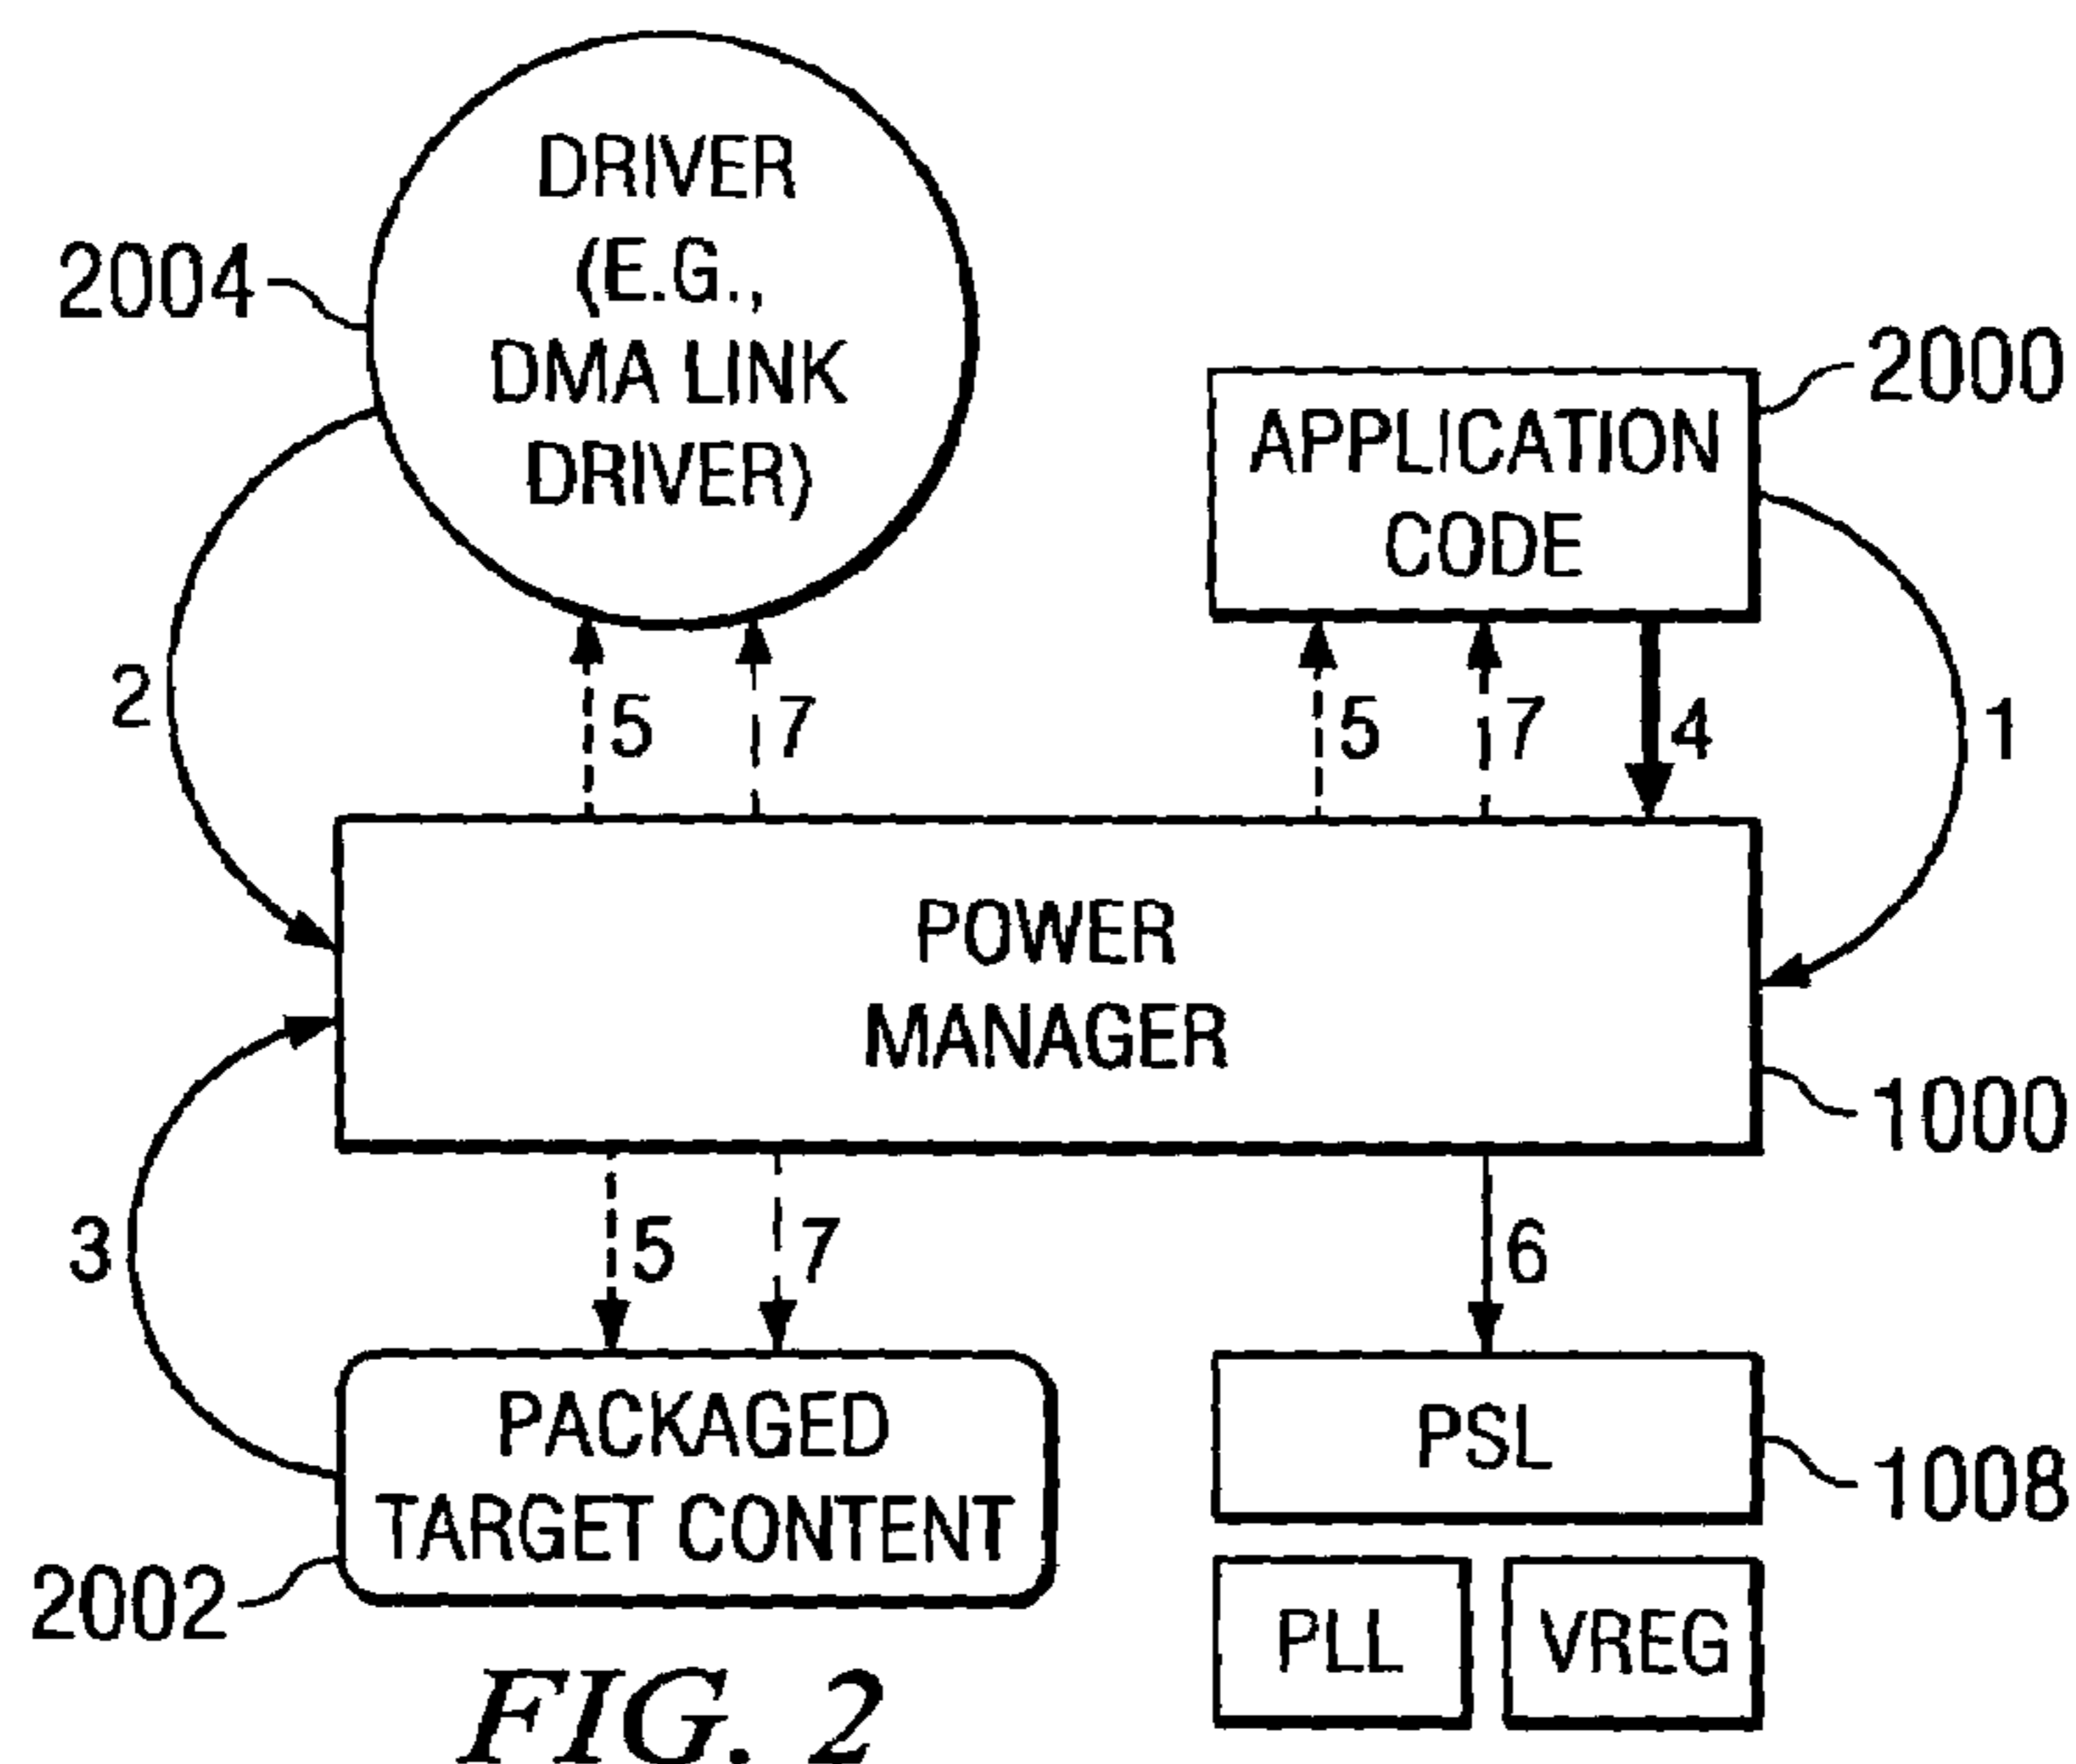 DRIVER
(E.G.,
DMA LINK
DRIVER)
2004
2000
APPLICATION
CODE
2
5
7
5
7
4
1
POWER
MANAGER
1000
3
5
7
6
PACKAGED
TARGET CONTENT
2002
PSL
1008
PLL
VREG
FIG. 2